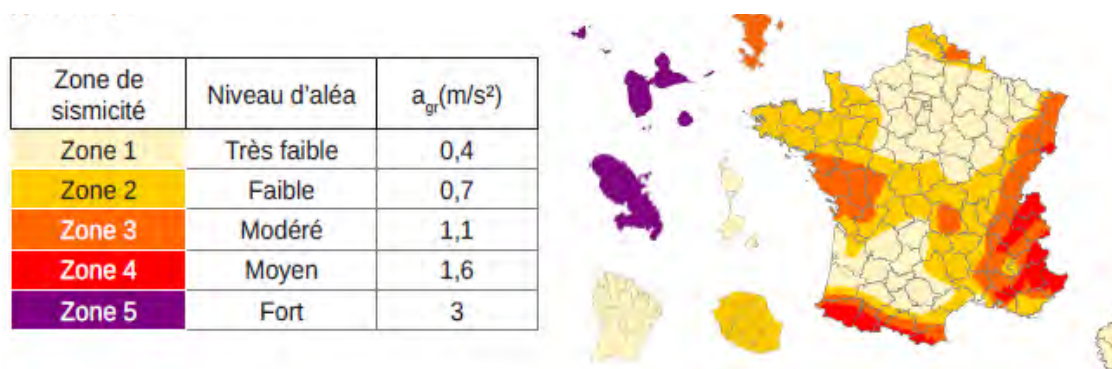 Zone de sismicité Niveau d'aléa a_gr(m/s²)
Zone 1 Très faible 0,4
Zone 2 Faible 0,7
Zone 3 Modéré 1,1
Zone 4 Moyen 1,6
Zone 5 Fort 3